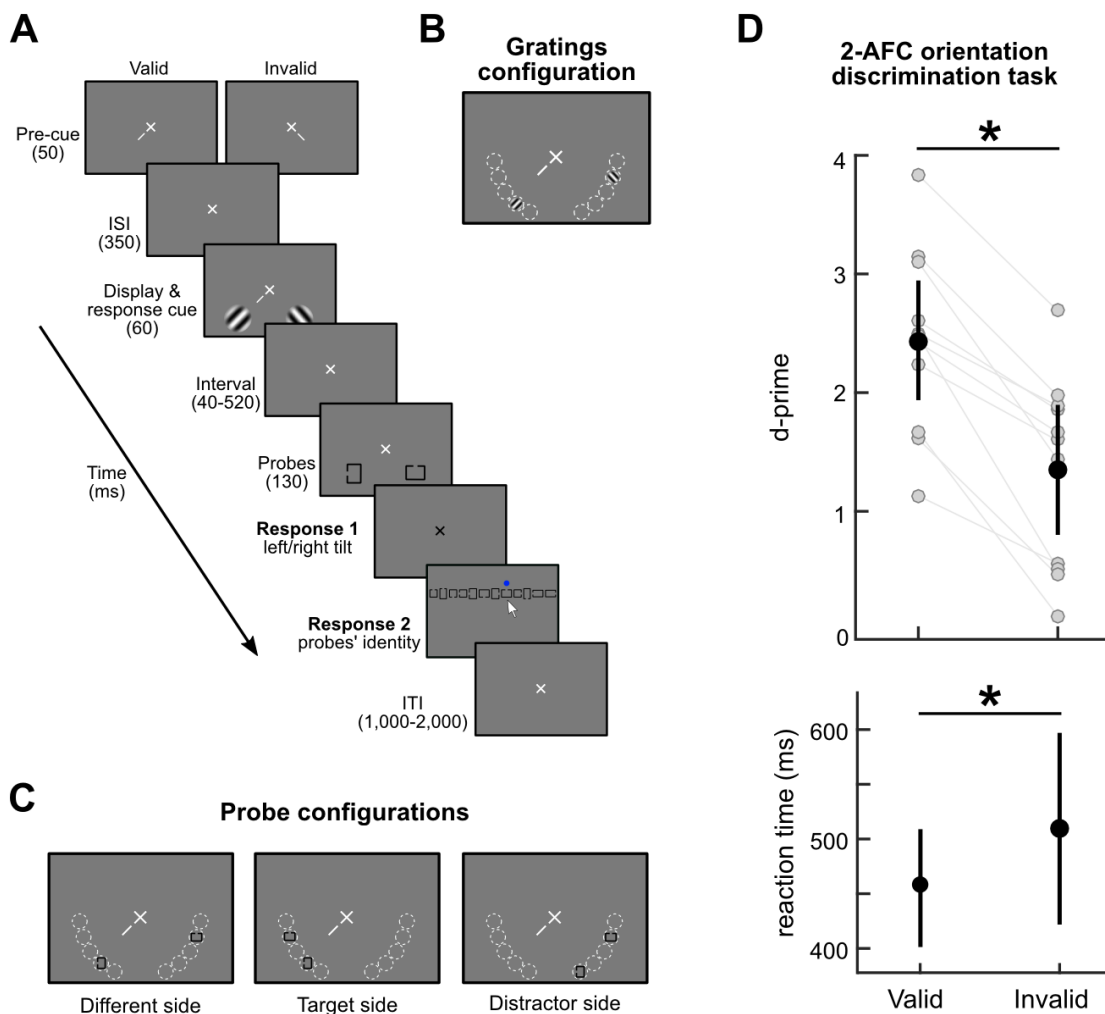 A
Valid
Invalid
Pre-cue
(50)
ISI
(350)
Display &
response cue
(60)
Interval
(40-520)
Probes
(130)
Time
(ms)
Response 1
left/right tilt
Response 2
probes' identity
ITI
(1,000-2,000)
B
Gratings
configuration
C
Probe configurations
Different side
Target side
Distractor side
D
2-AFC orientation
discrimination task
*
4
3
2
1
0
d-prime
*
600
500
400
reaction time (ms)
Valid
Invalid